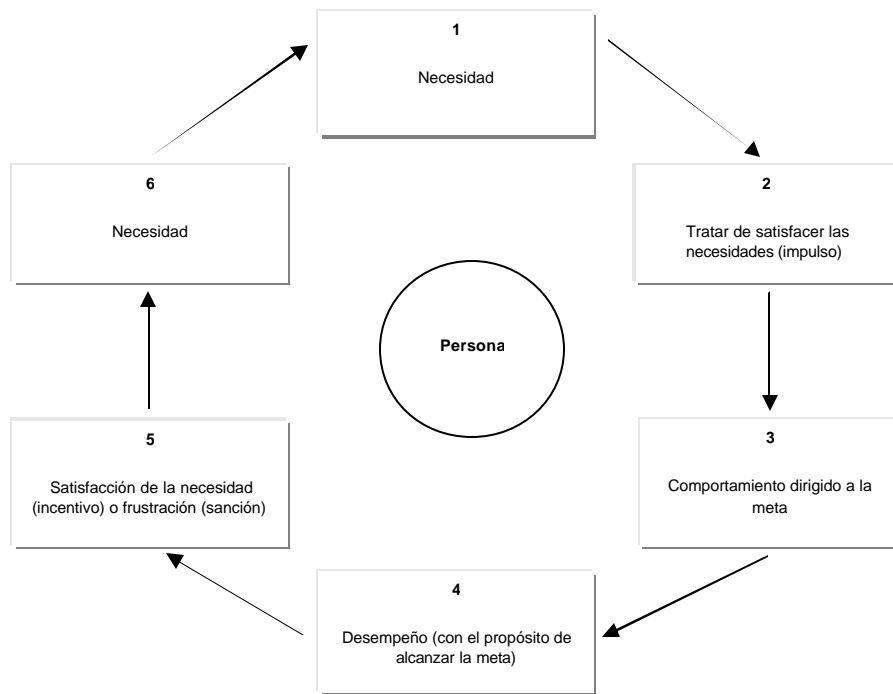 1
Necesidad
6
Necesidad
2
Tratar de satisfacer las
necesidades (impulso)
Persona
5
Satisfacción de la necesidad
(incentivo) o frustración (sanción)
3
Comportamiento dirigido a la
meta
4
Desempeño (con el propósito de
alcanzar la meta)